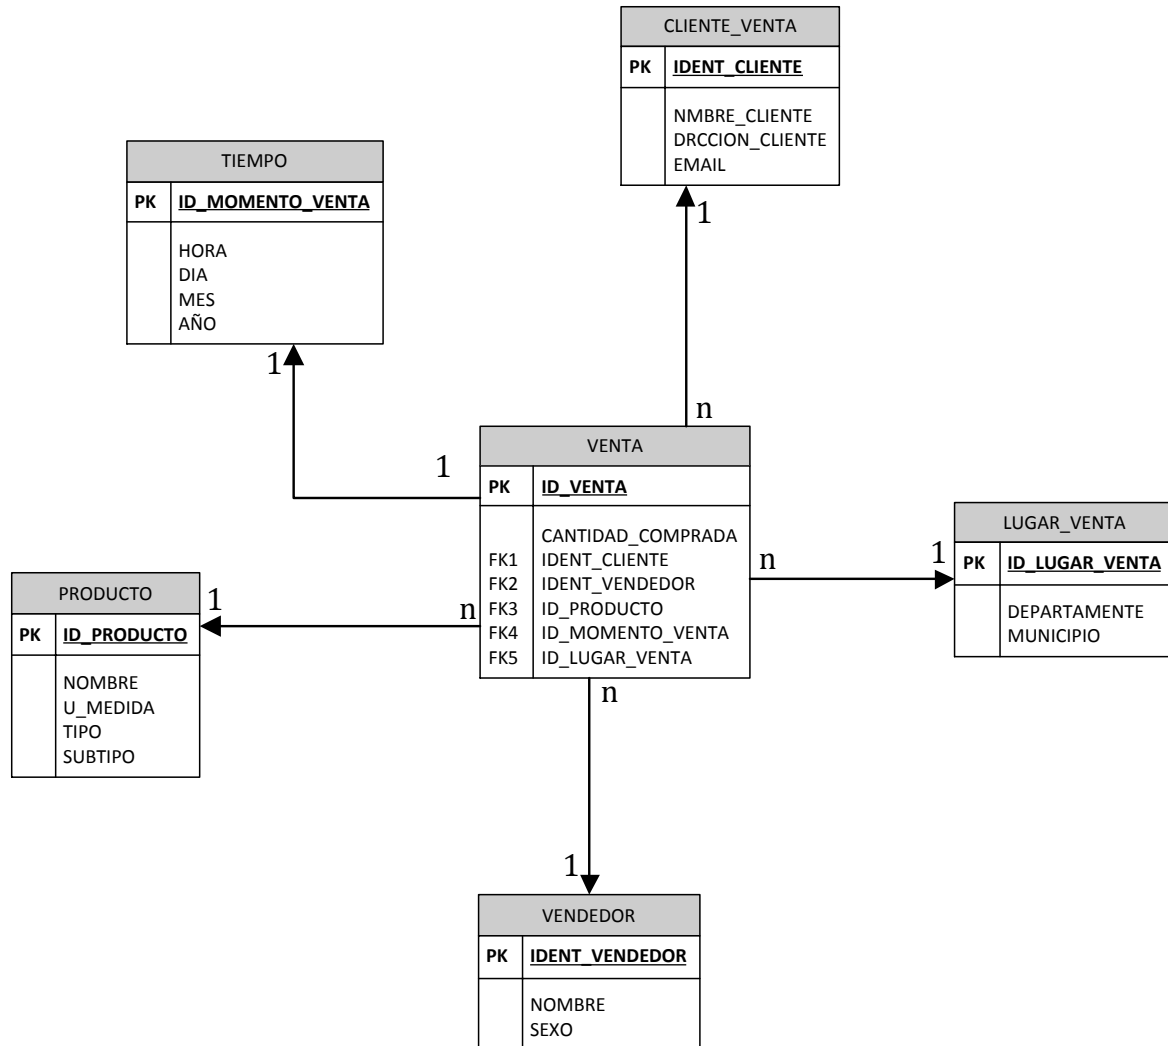 CLIENTE_VENTA
PK IDENT_CLIENTE
NMBRE_CLIENTE
DRCCION_CLIENTE
EMAIL
1
n
TIEMPO
PK ID_MOMENTO_VENTA
HORA
DIA
MES
AÑO
1
1
VENTA
PK ID_VENTA
CANTIDAD_COMPRADA
FK1 IDENT_CLIENTE
FK2 IDENT_VENDEDOR
FK3 ID_PRODUCTO
FK4 ID_MOMENTO_VENTA
FK5 ID_LUGAR_VENTA
n
1
LUGAR_VENTA
PK ID_LUGAR_VENTA
DEPARTAMENTE
MUNICIPIO
PRODUCTO
PK ID_PRODUCTO
NOMBRE
U_MEDIDA
TIPO
SUBTIPO
1
n
n
1
VENDEDOR
PK IDENT_VENDEDOR
NOMBRE
SEXO